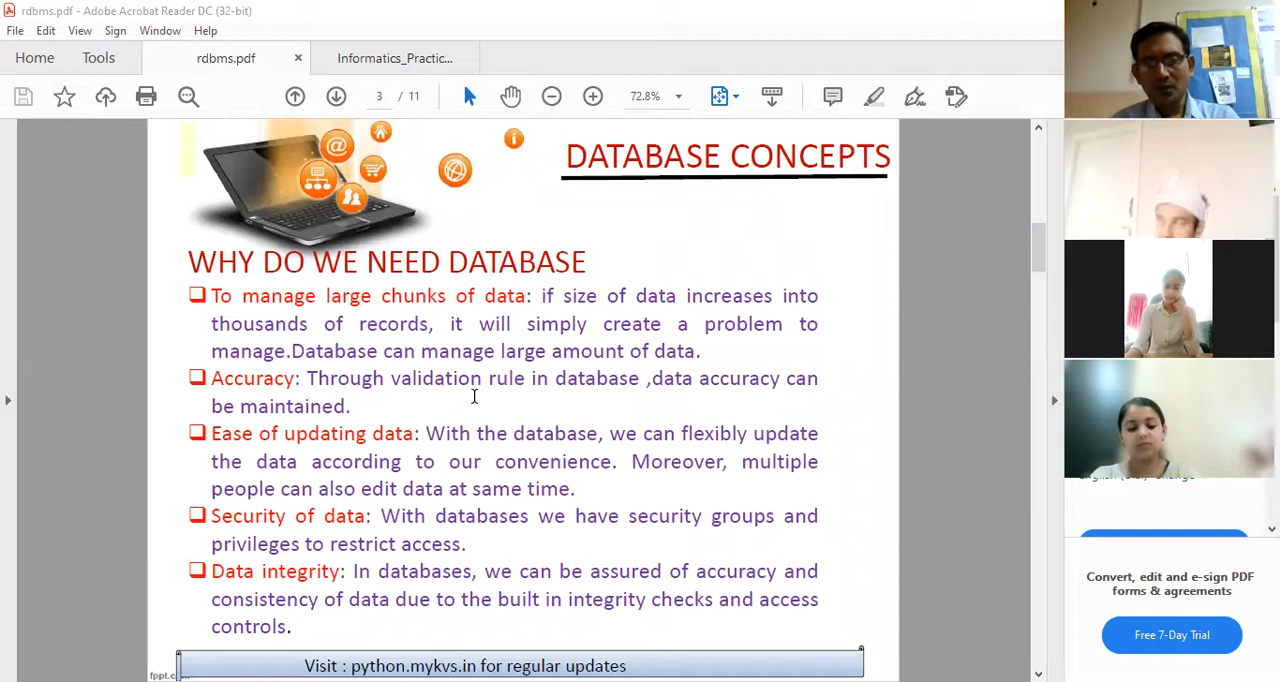 rdbms.pdf - Adobe Acrobat Reader DC (32-bit)
File Edit View Sign Window Help
Home Tools rdbms.pdf × Informatics_Practic...
3 / 11 72.8%
DATABASE CONCEPTS
WHY DO WE NEED DATABASE
To manage large chunks of data: if size of data increases into
thousands of records, it will simply create a problem to
manage.Database can manage large amount of data.
Accuracy: Through validation rule in database ,data accuracy can
be maintained.
Ease of updating data: With the database, we can flexibly update
the data according to our convenience. Moreover, multiple
people can also edit data at same time.
Security of data: With databases we have security groups and
privileges to restrict access.
Data integrity: In databases, we can be assured of accuracy and
consistency of data due to the built in integrity checks and access
controls.
Visit : python.mykvs.in for regular updates
Convert, edit and e-sign PDF
forms & agreements
Free 7-Day Trial